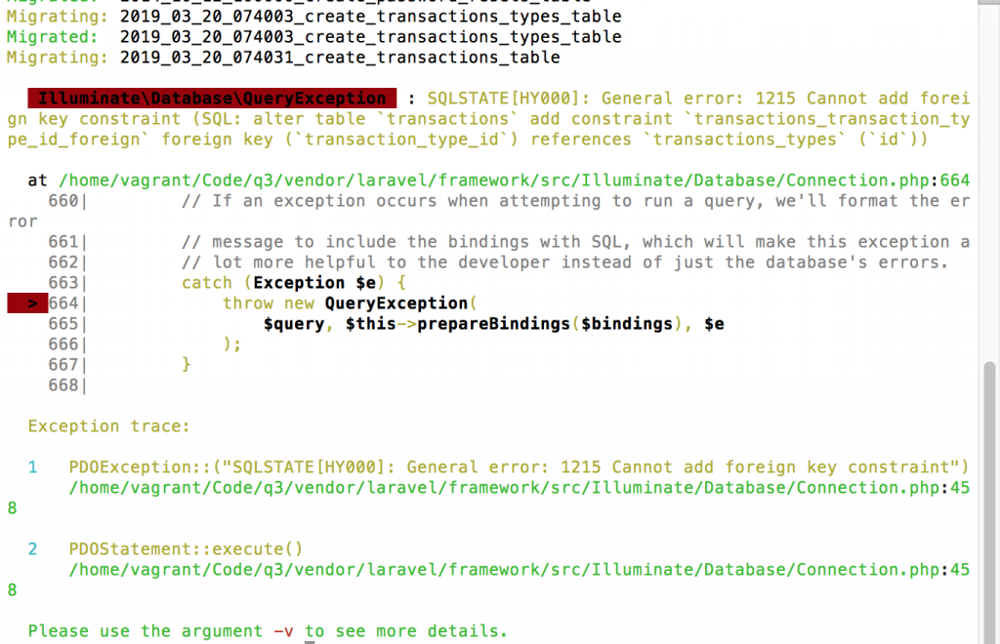 Migrating: 2019_03_20_074003_create_transactions_types_table
Migrated:  2019_03_20_074003_create_transactions_types_table
Migrating: 2019_03_20_074031_create_transactions_table
Illuminate\Database\QueryException : SQLSTATE[HY000]: General error: 1215 Cannot add forei
gn key constraint (SQL: alter table `transactions` add constraint `transactions_transaction_ty
pe_id_foreign` foreign key (`transaction_type_id`) references `transactions_types` (`id`))
at /home/vagrant/Code/q3/vendor/laravel/framework/src/Illuminate/Database/Connection.php:664
660|         // If an exception occurs when attempting to run a query, we'll format the er
ror
661|         // message to include the bindings with SQL, which will make this exception a
662|         // lot more helpful to the developer instead of just the database's errors.
663|         catch (Exception $e) {
> 664|             throw new QueryException(
665|                 $query, $this->prepareBindings($bindings), $e
666|             );
667|         }
668|
Exception trace:
1   PDOException::("SQLSTATE[HY000]: General error: 1215 Cannot add foreign key constraint")
/home/vagrant/Code/q3/vendor/laravel/framework/src/Illuminate/Database/Connection.php:45
8
2   PDOStatement::execute()
/home/vagrant/Code/q3/vendor/laravel/framework/src/Illuminate/Database/Connection.php:45
8
Please use the argument -v to see more details.